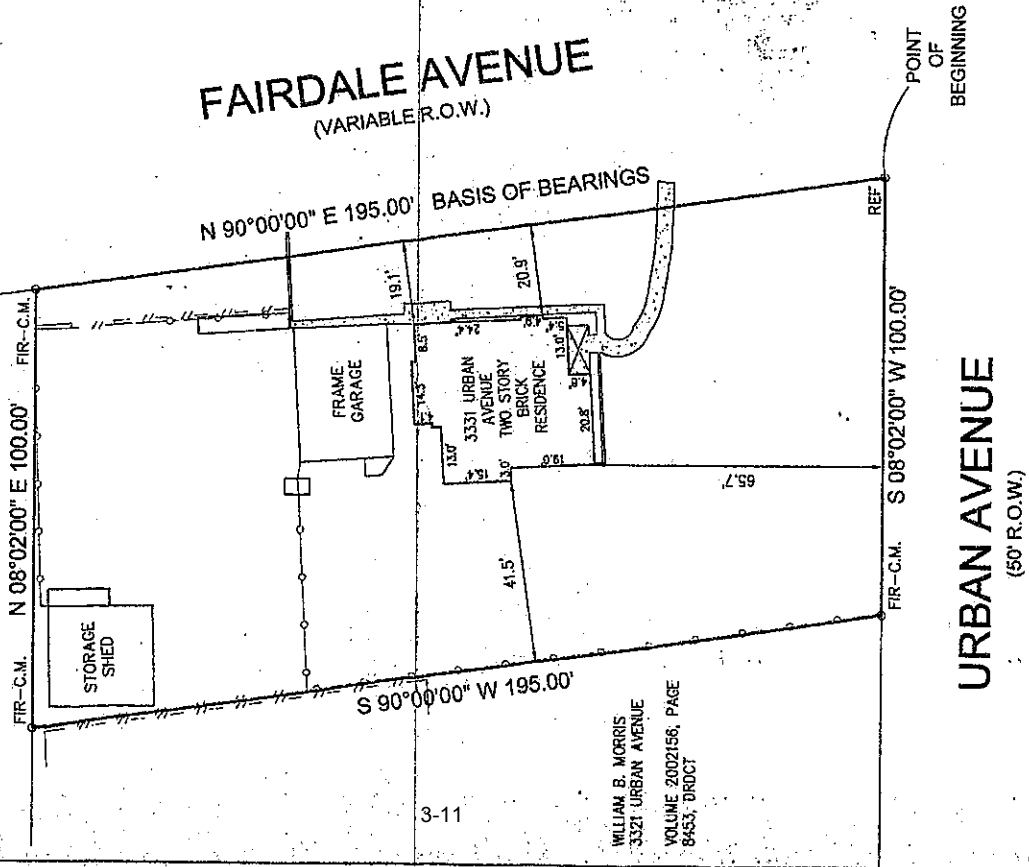 FAIRDALE AVENUE
(VARIABLE R.O.W.)
POINT
OF
BEGINNING
N 90°00'00" E 195.00' BASIS OF BEARINGS
REF
FIR-C.M.
N 08°02'00" E 100.00'
FIR-C.M.
19.1'
20.9'
FRAME
GARAGE
8.5'
24.4'
4.9'
5.4'
13.0'
14.3'
3331 URBAN
AVENUE
TWO STORY
BRICK
RESIDENCE
13.0'
15.4'
3.0'
20.8'
65.7'
41.5'
STORAGE
SHED
S 08°02'00" W 100.00'
FIR-C.M.
S 90°00'00" W 195.00'
URBAN AVENUE
(50' R.O.W.)
WILLIAM B. MORRIS
3321 URBAN AVENUE
VOLUME 2002156, PAGE
8453, DRDCT
3-11